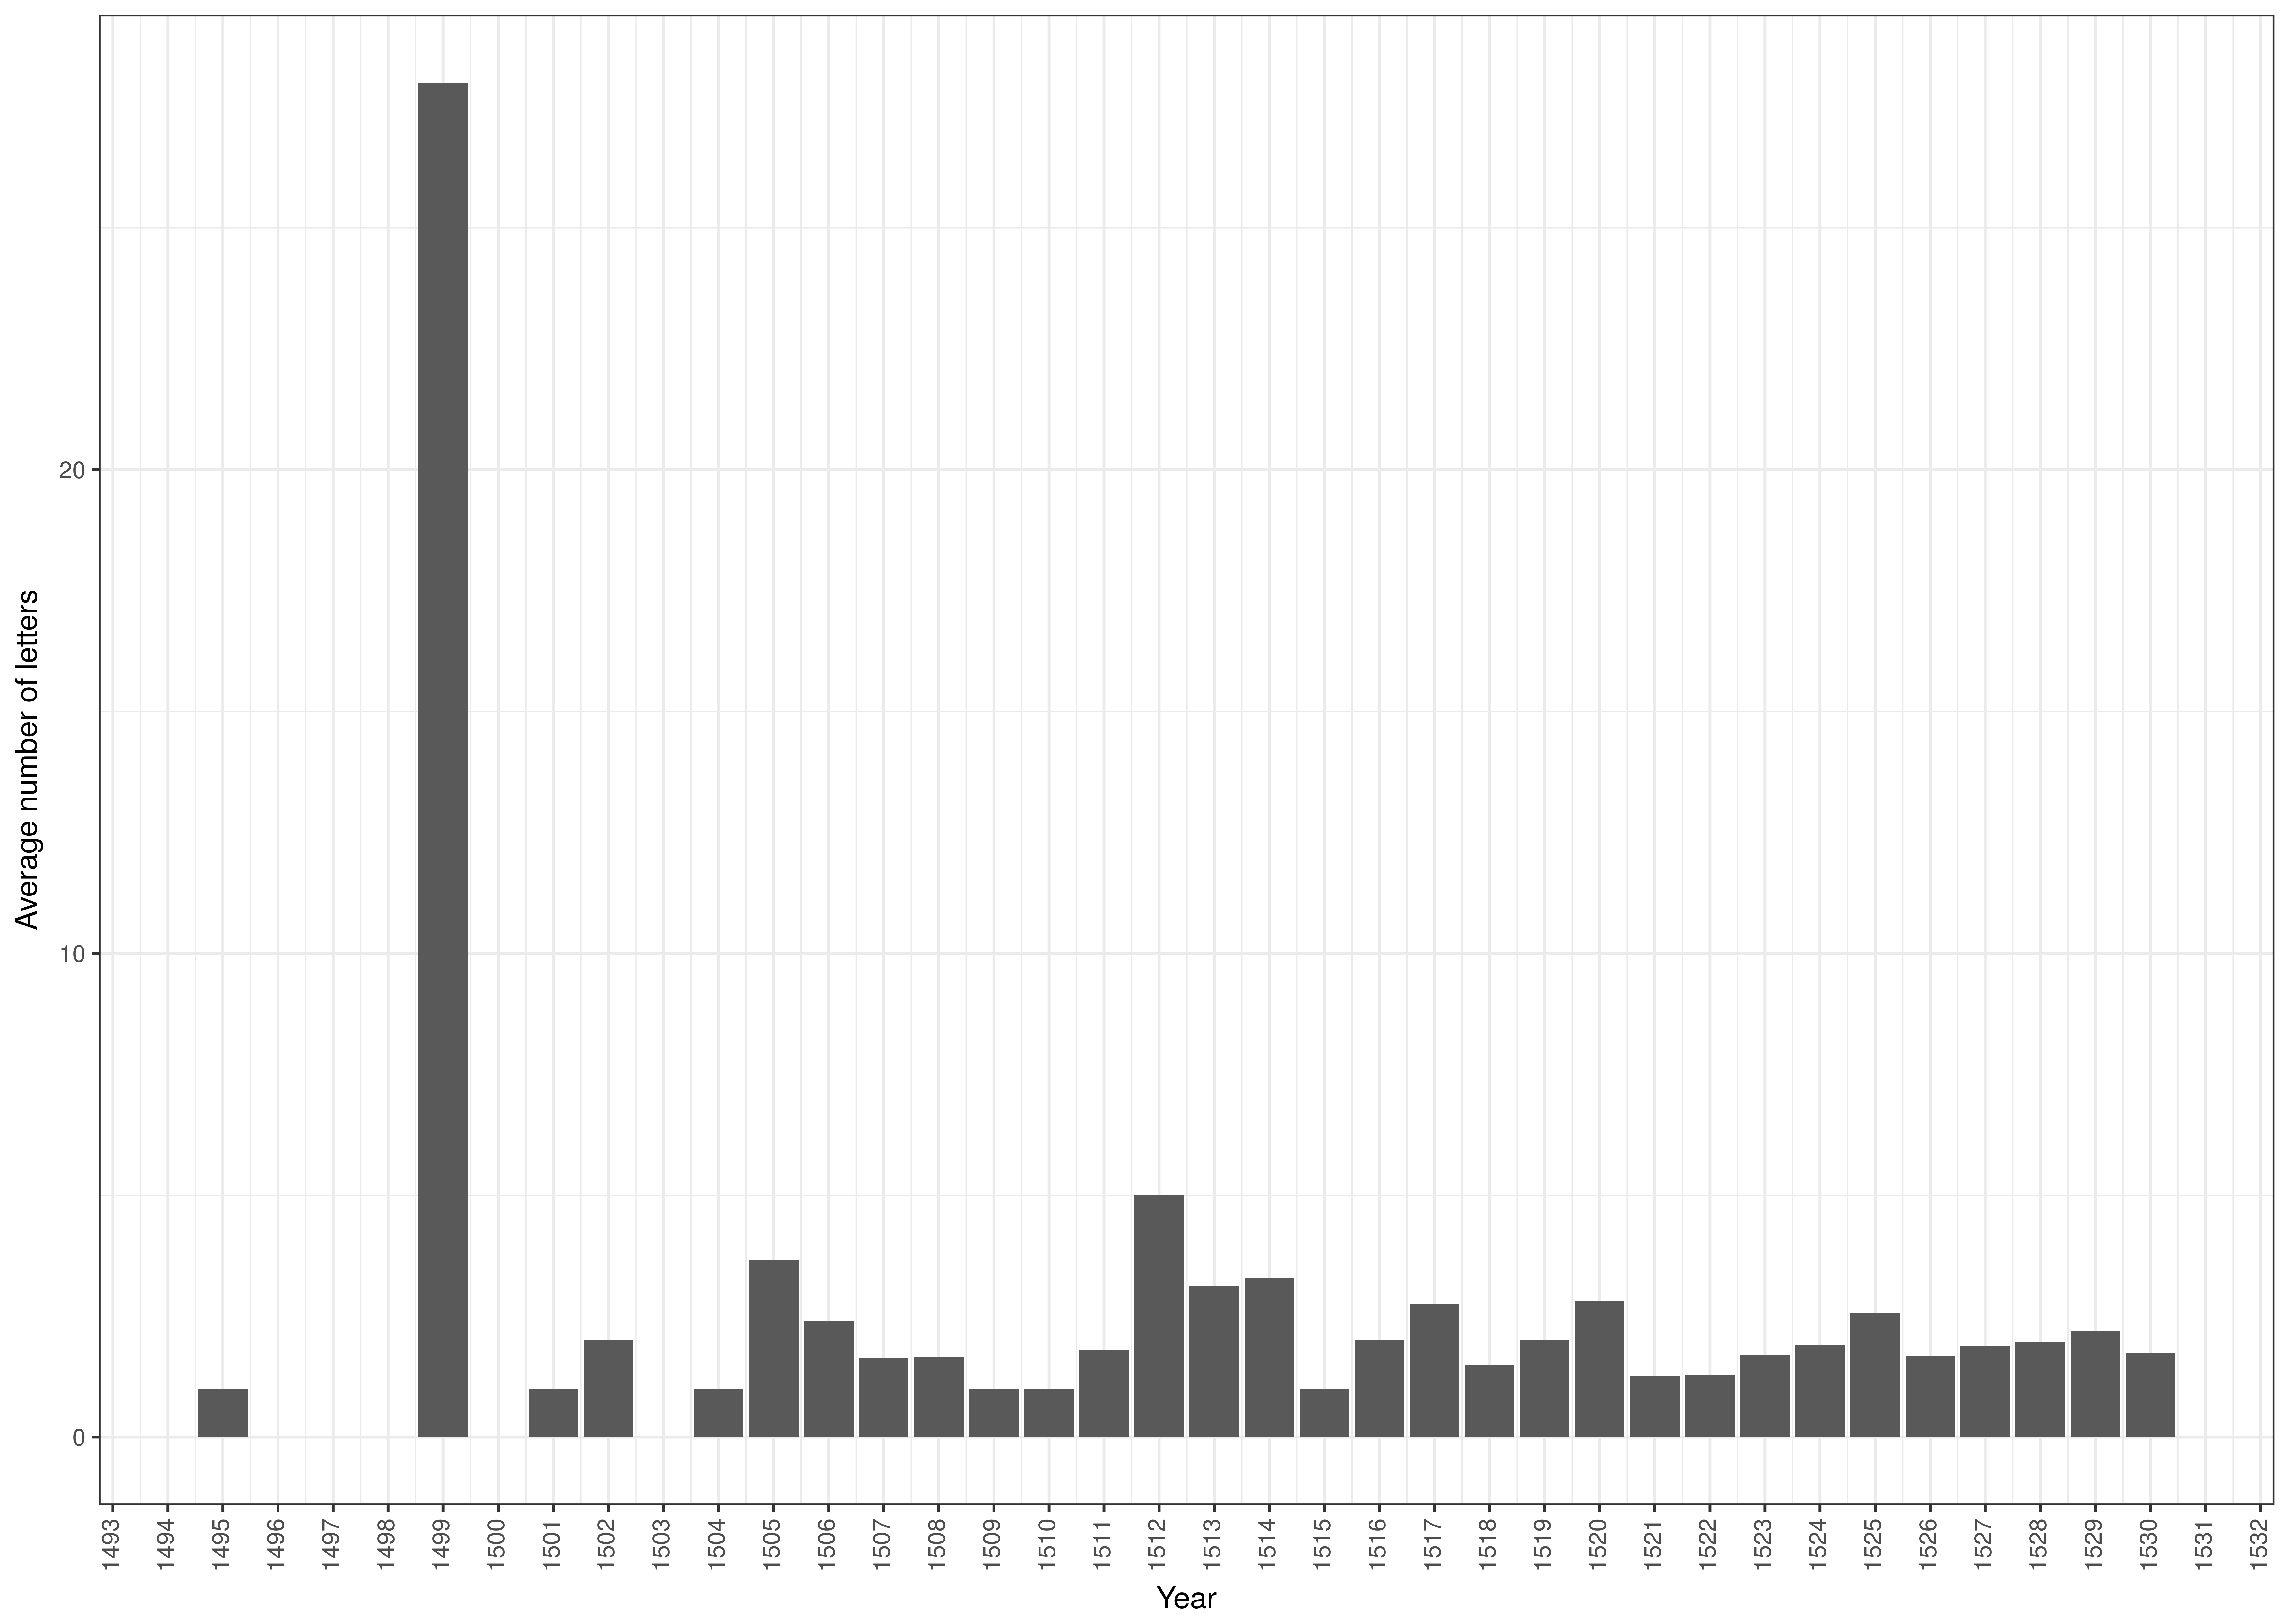 Average number of letters
20
10
0
1493 1494 1495 1496 1497 1498 1499 1500 1501 1502 1503 1504 1505 1506 1507 1508 1509 1510 1511 1512 1513 1514 1515 1516 1517 1518 1519 1520 1521 1522 1523 1524 1525 1526 1527 1528 1529 1530 1531 1532
Year